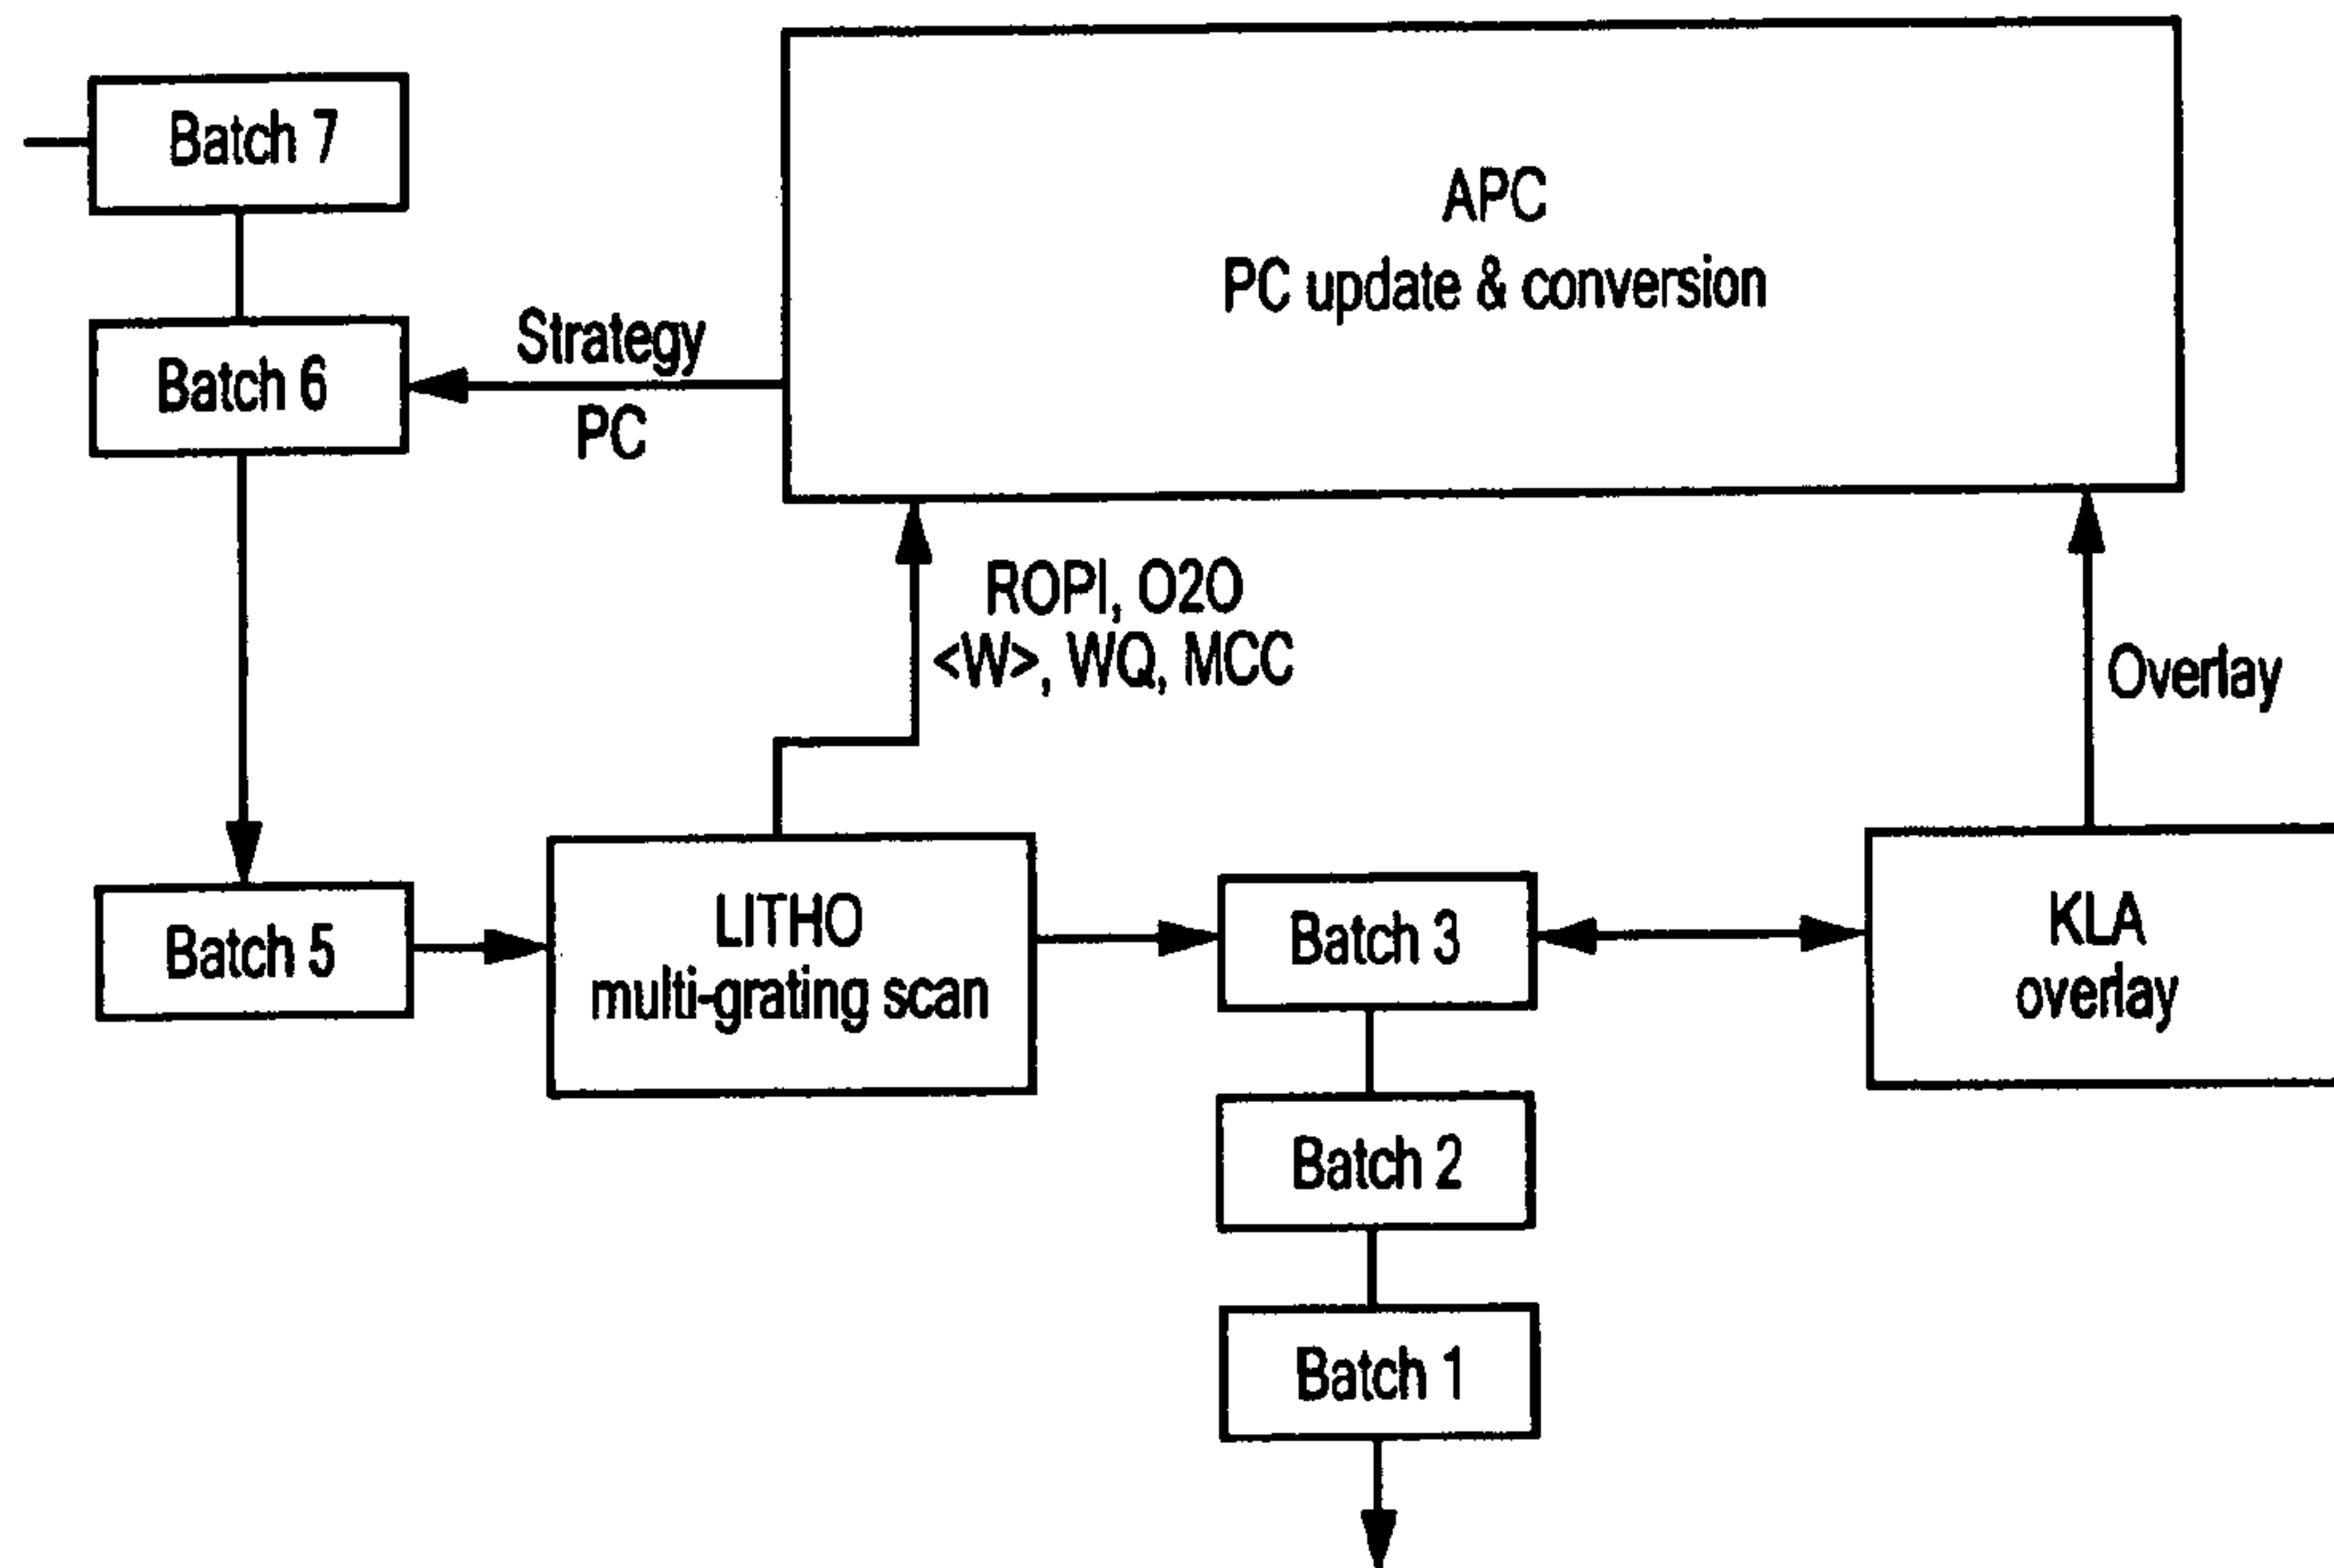 Batch 7
APC
PC update & conversion
Batch 6
Strategy
PC
ROPI, O2O
<W>, WQ, MCC
Overlay
Batch 5
LITHO
multi-grating scan
Batch 3
KLA
overlay
Batch 2
Batch 1